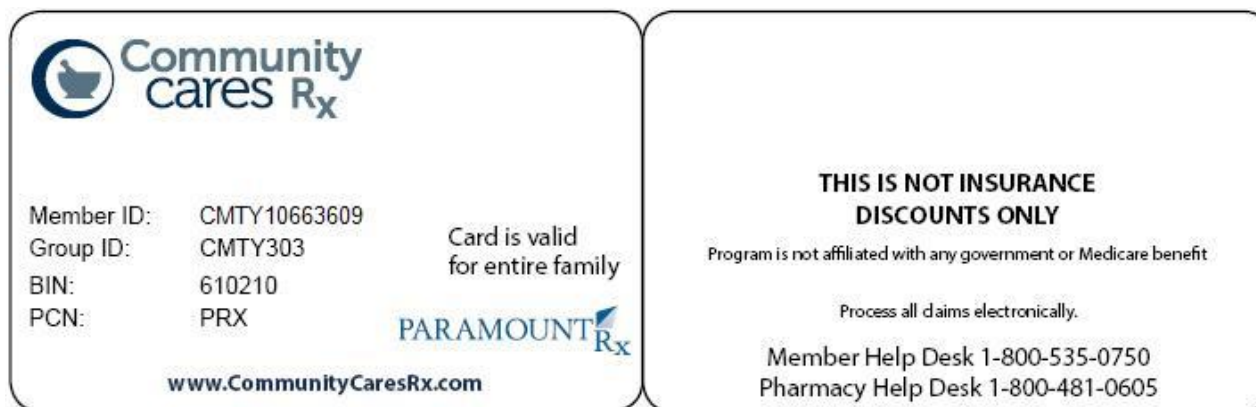 Community
cares Rx
Member ID: CMTY10663609
Group ID: CMTY303
BIN: 610210
PCN: PRX
Card is valid
for entire family
PARAMOUNT Rx
www.CommunityCaresRx.com
THIS IS NOT INSURANCE
DISCOUNTS ONLY
Program is not affiliated with any government or Medicare benefit
Process all claims electronically.
Member Help Desk 1-800-535-0750
Pharmacy Help Desk 1-800-481-0605